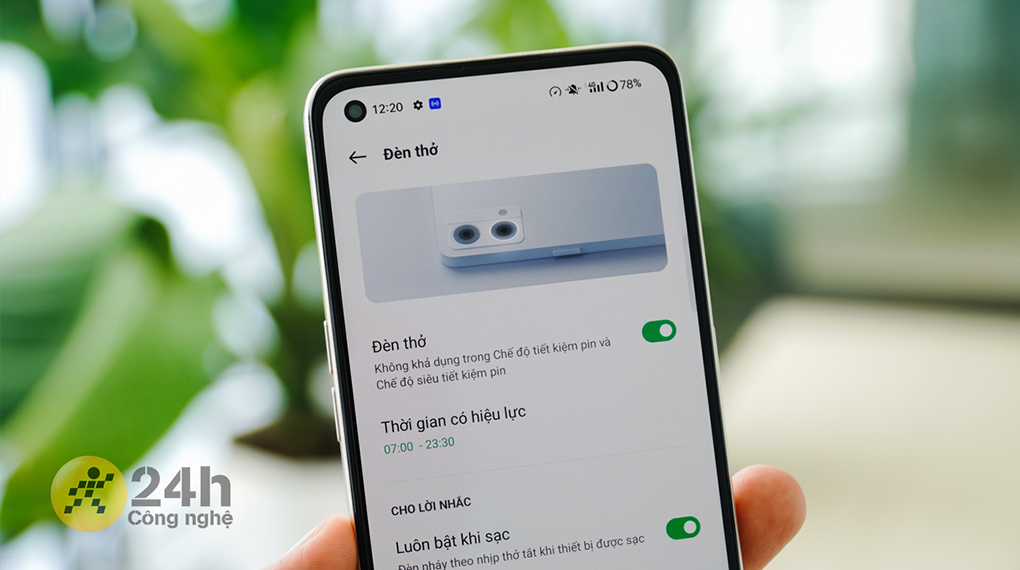 12:20
4G
78%
Đèn thở
Đèn thở
Không khả dụng trong Chế độ tiết kiệm pin và
Chế độ siêu tiết kiệm pin
Thời gian có hiệu lực
07:00 - 23:30
CHO LỜI NHẮC
Luôn bật khi sạc
Đèn nháy theo nhịp thở tắt khi thiết bị được sạc
24h
Công nghệ